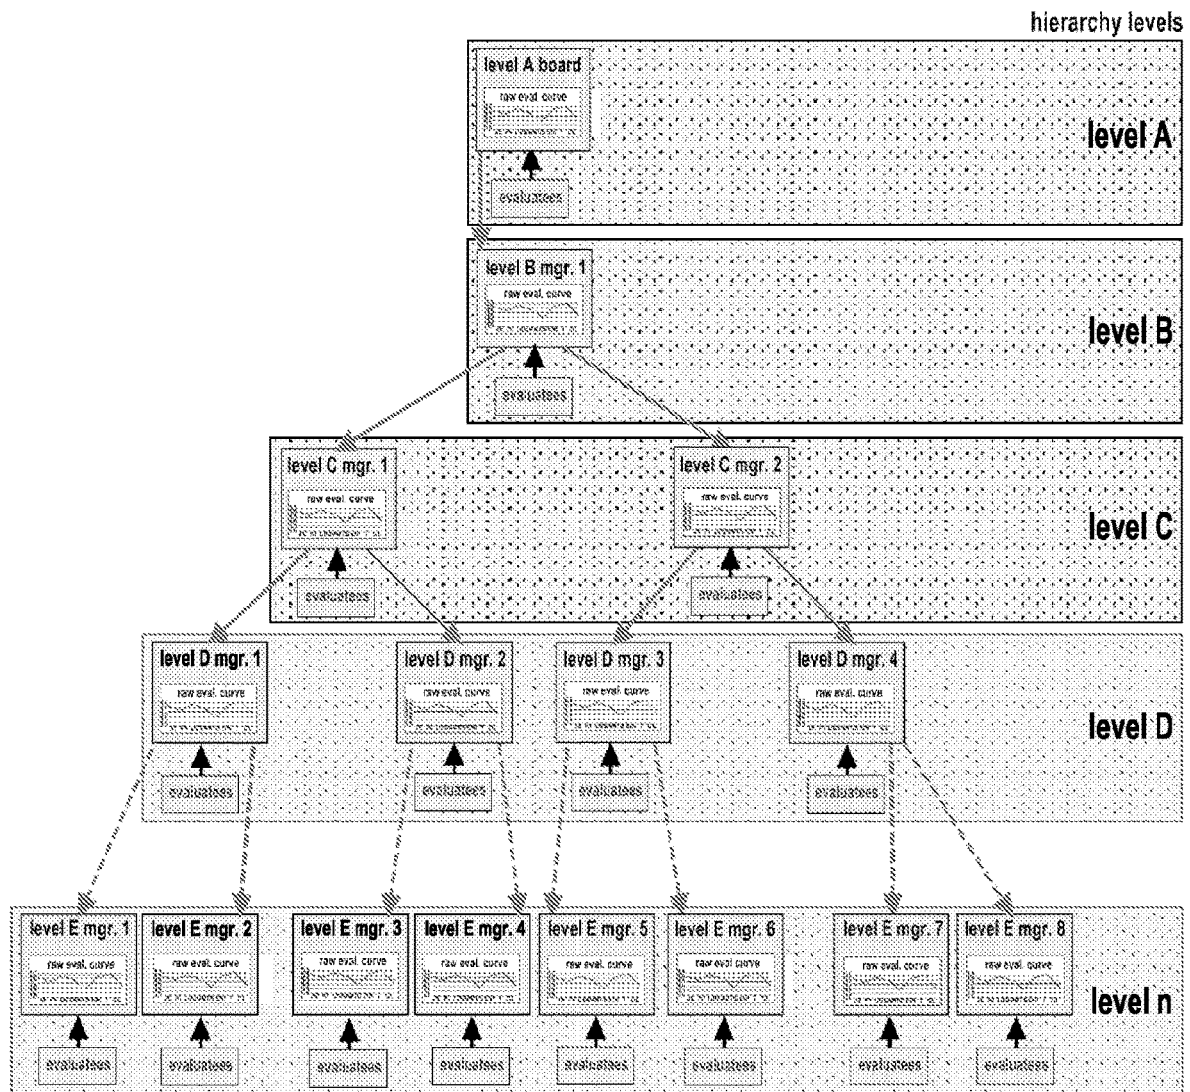 hierarchy levels
level A board
raw eval. curve
level A
evaluatees
level B mgr. 1
raw eval. curve
level B
evaluatees
level C mgr. 1
level C mgr. 2
raw eval. curve
raw eval. curve
level C
evaluatees
evaluatees
level D mgr. 1
level D mgr. 2
level D mgr. 3
level D mgr. 4
raw eval. curve
raw eval. curve
raw eval. curve
raw eval. curve
level D
evaluatees
evaluatees
evaluatees
evaluatees
level E mgr. 1
level E mgr. 2
level E mgr. 3
level E mgr. 4
level E mgr. 5
level E mgr. 6
level E mgr. 7
level E mgr. 8
raw eval. curve
raw eval. curve
raw eval. curve
raw eval. curve
raw eval. curve
raw eval. curve
raw eval. curve
raw eval. curve
level n
evaluatees
evaluatees
evaluatees
evaluatees
evaluatees
evaluatees
evaluatees
evaluatees